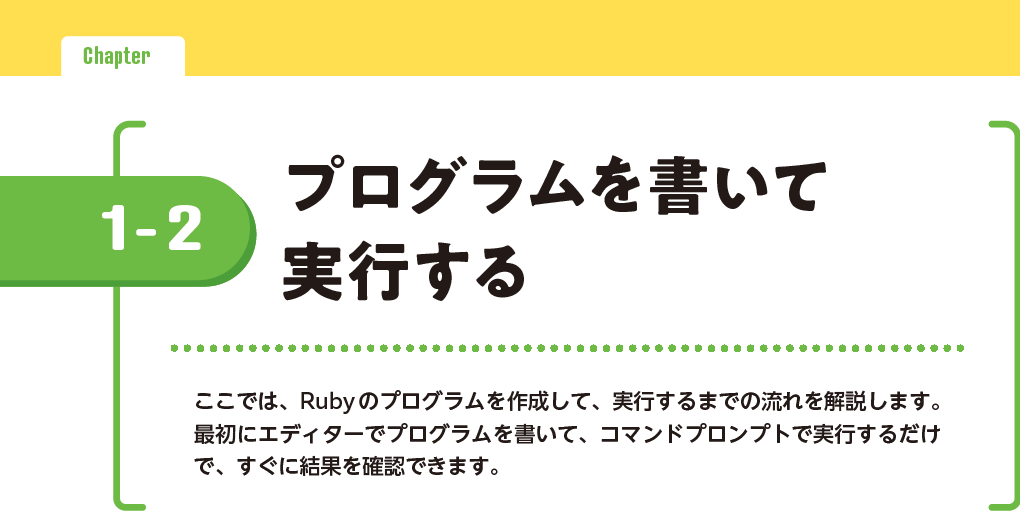 Chapter
1-2
プログラムを書いて
実行する
ここでは、Rubyのプログラムを作成して、実行するまでの流れを解説します。
最初にエディターでプログラムを書いて、コマンドプロンプトで実行するだけ
で、すぐに結果を確認できます。